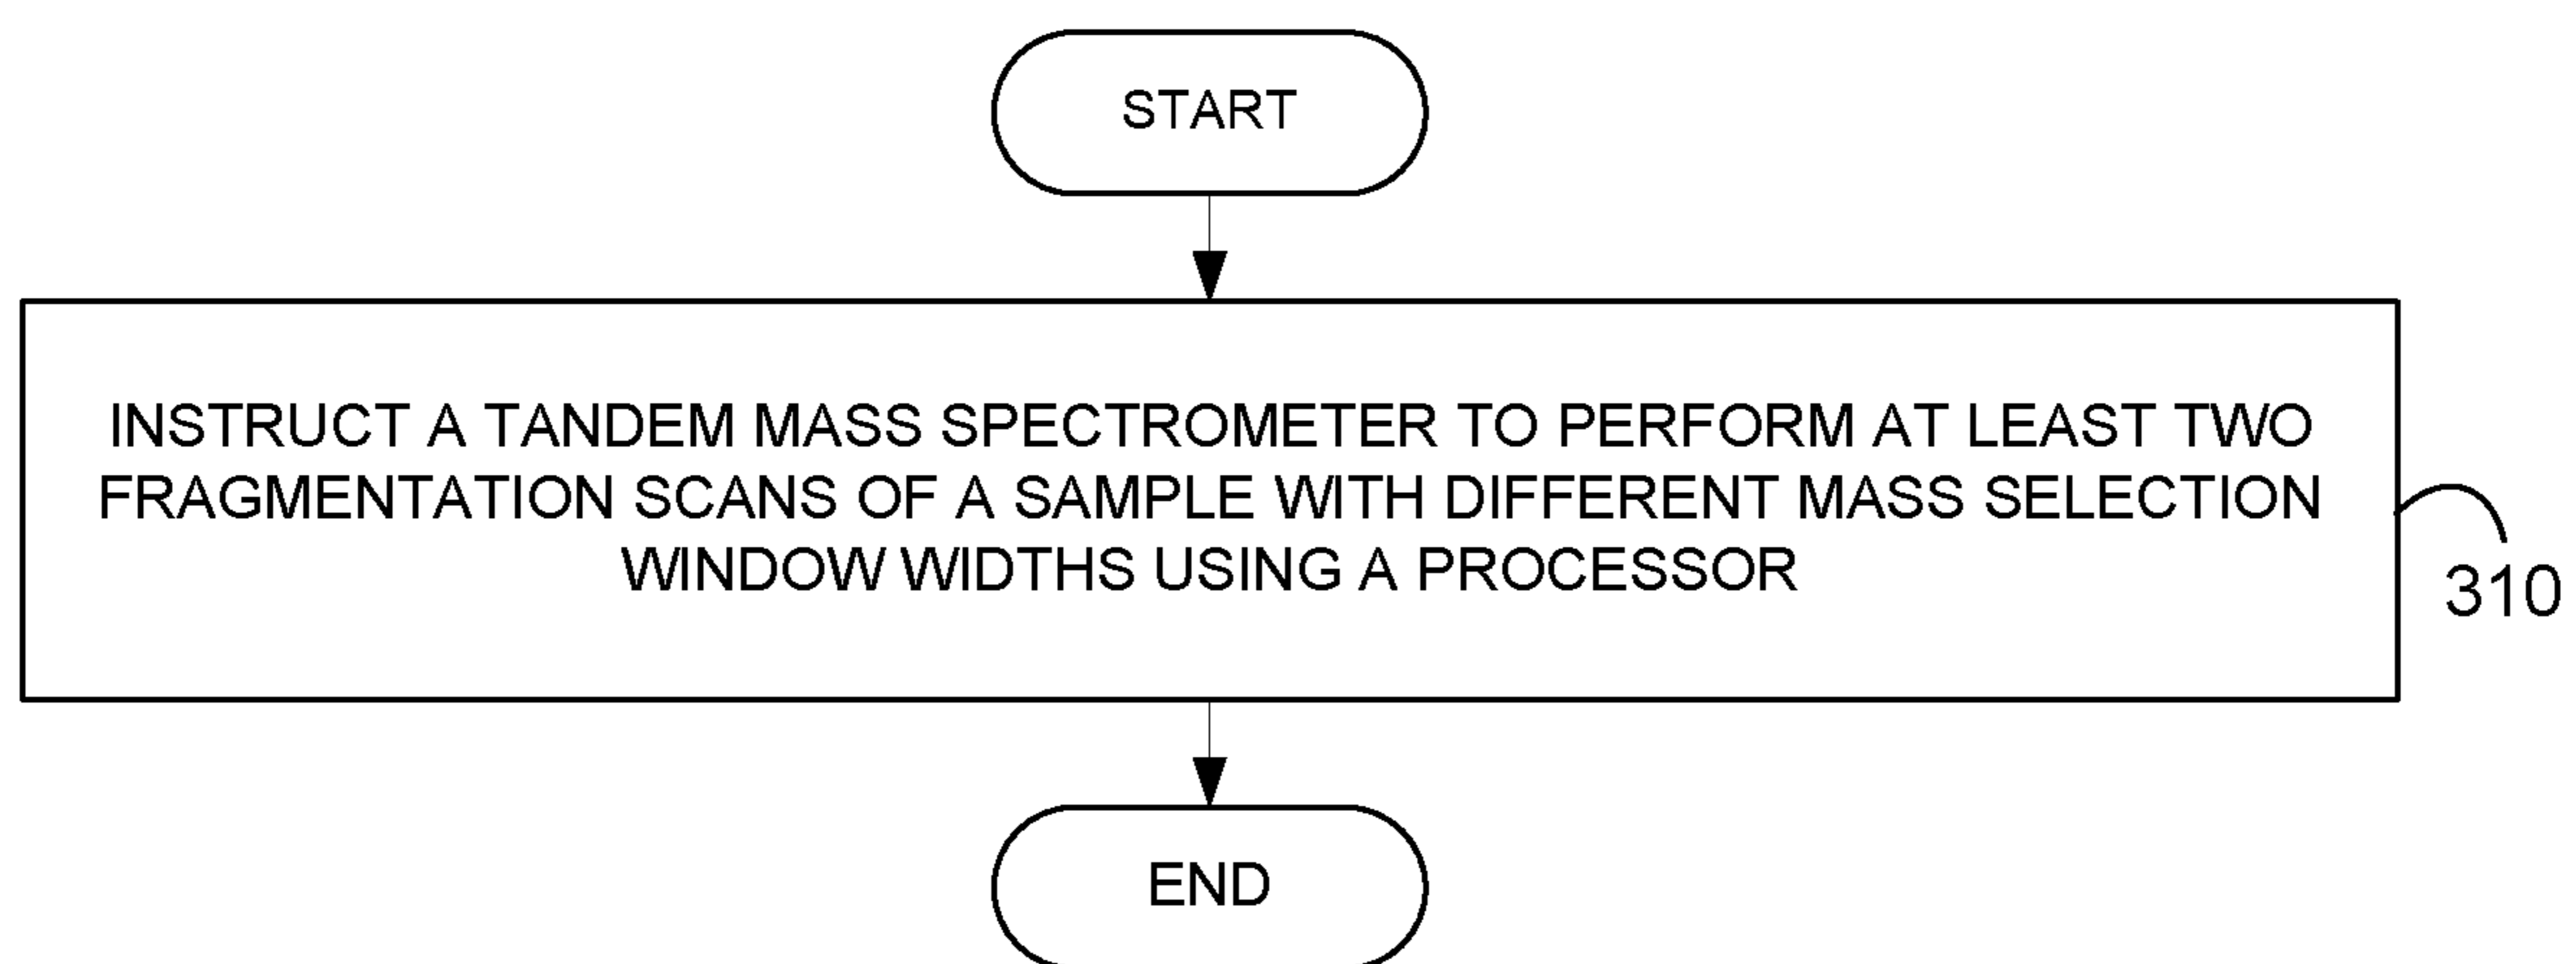 START
INSTRUCT A TANDEM MASS SPECTROMETER TO PERFORM AT LEAST TWO
FRAGMENTATION SCANS OF A SAMPLE WITH DIFFERENT MASS SELECTION
WINDOW WIDTHS USING A PROCESSOR
310
END